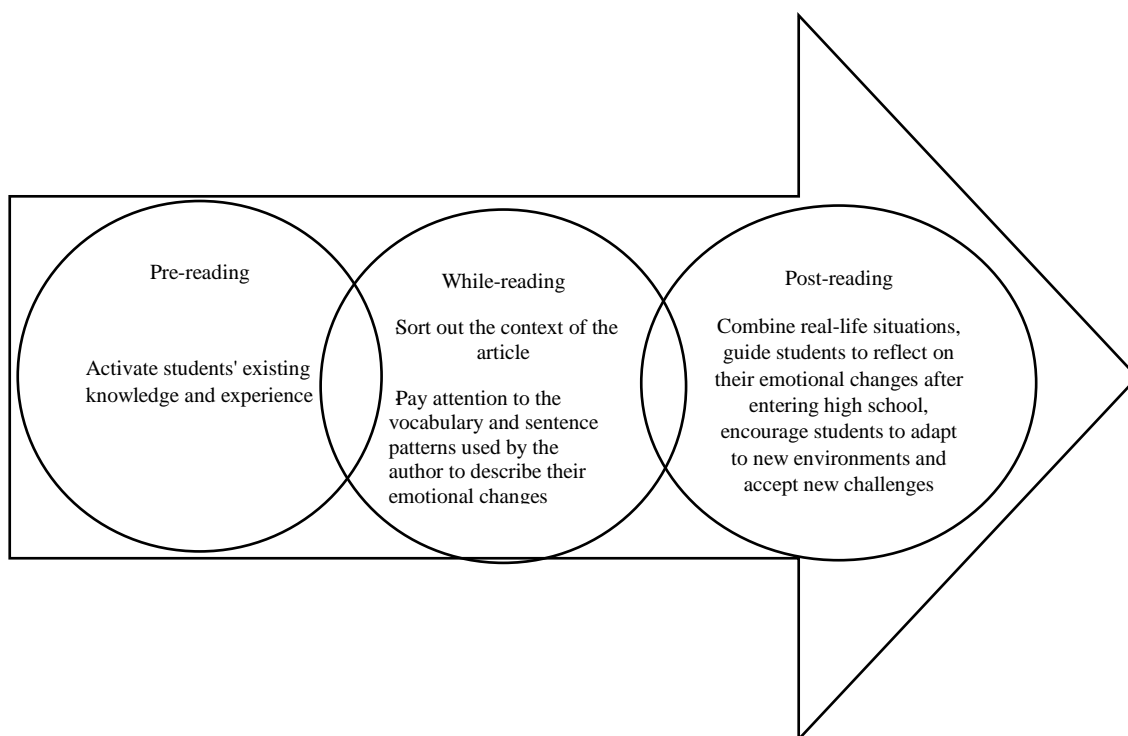 Pre-reading
Activate students' existing
knowledge and experience
While-reading
Sort out the context of the
article
Pay attention to the
vocabulary and sentence
patterns used by the
author to describe their
emotional changes
Post-reading
Combine real-life situations,
guide students to reflect on
their emotional changes after
entering high school,
encourage students to adapt
to new environments and
accept new challenges